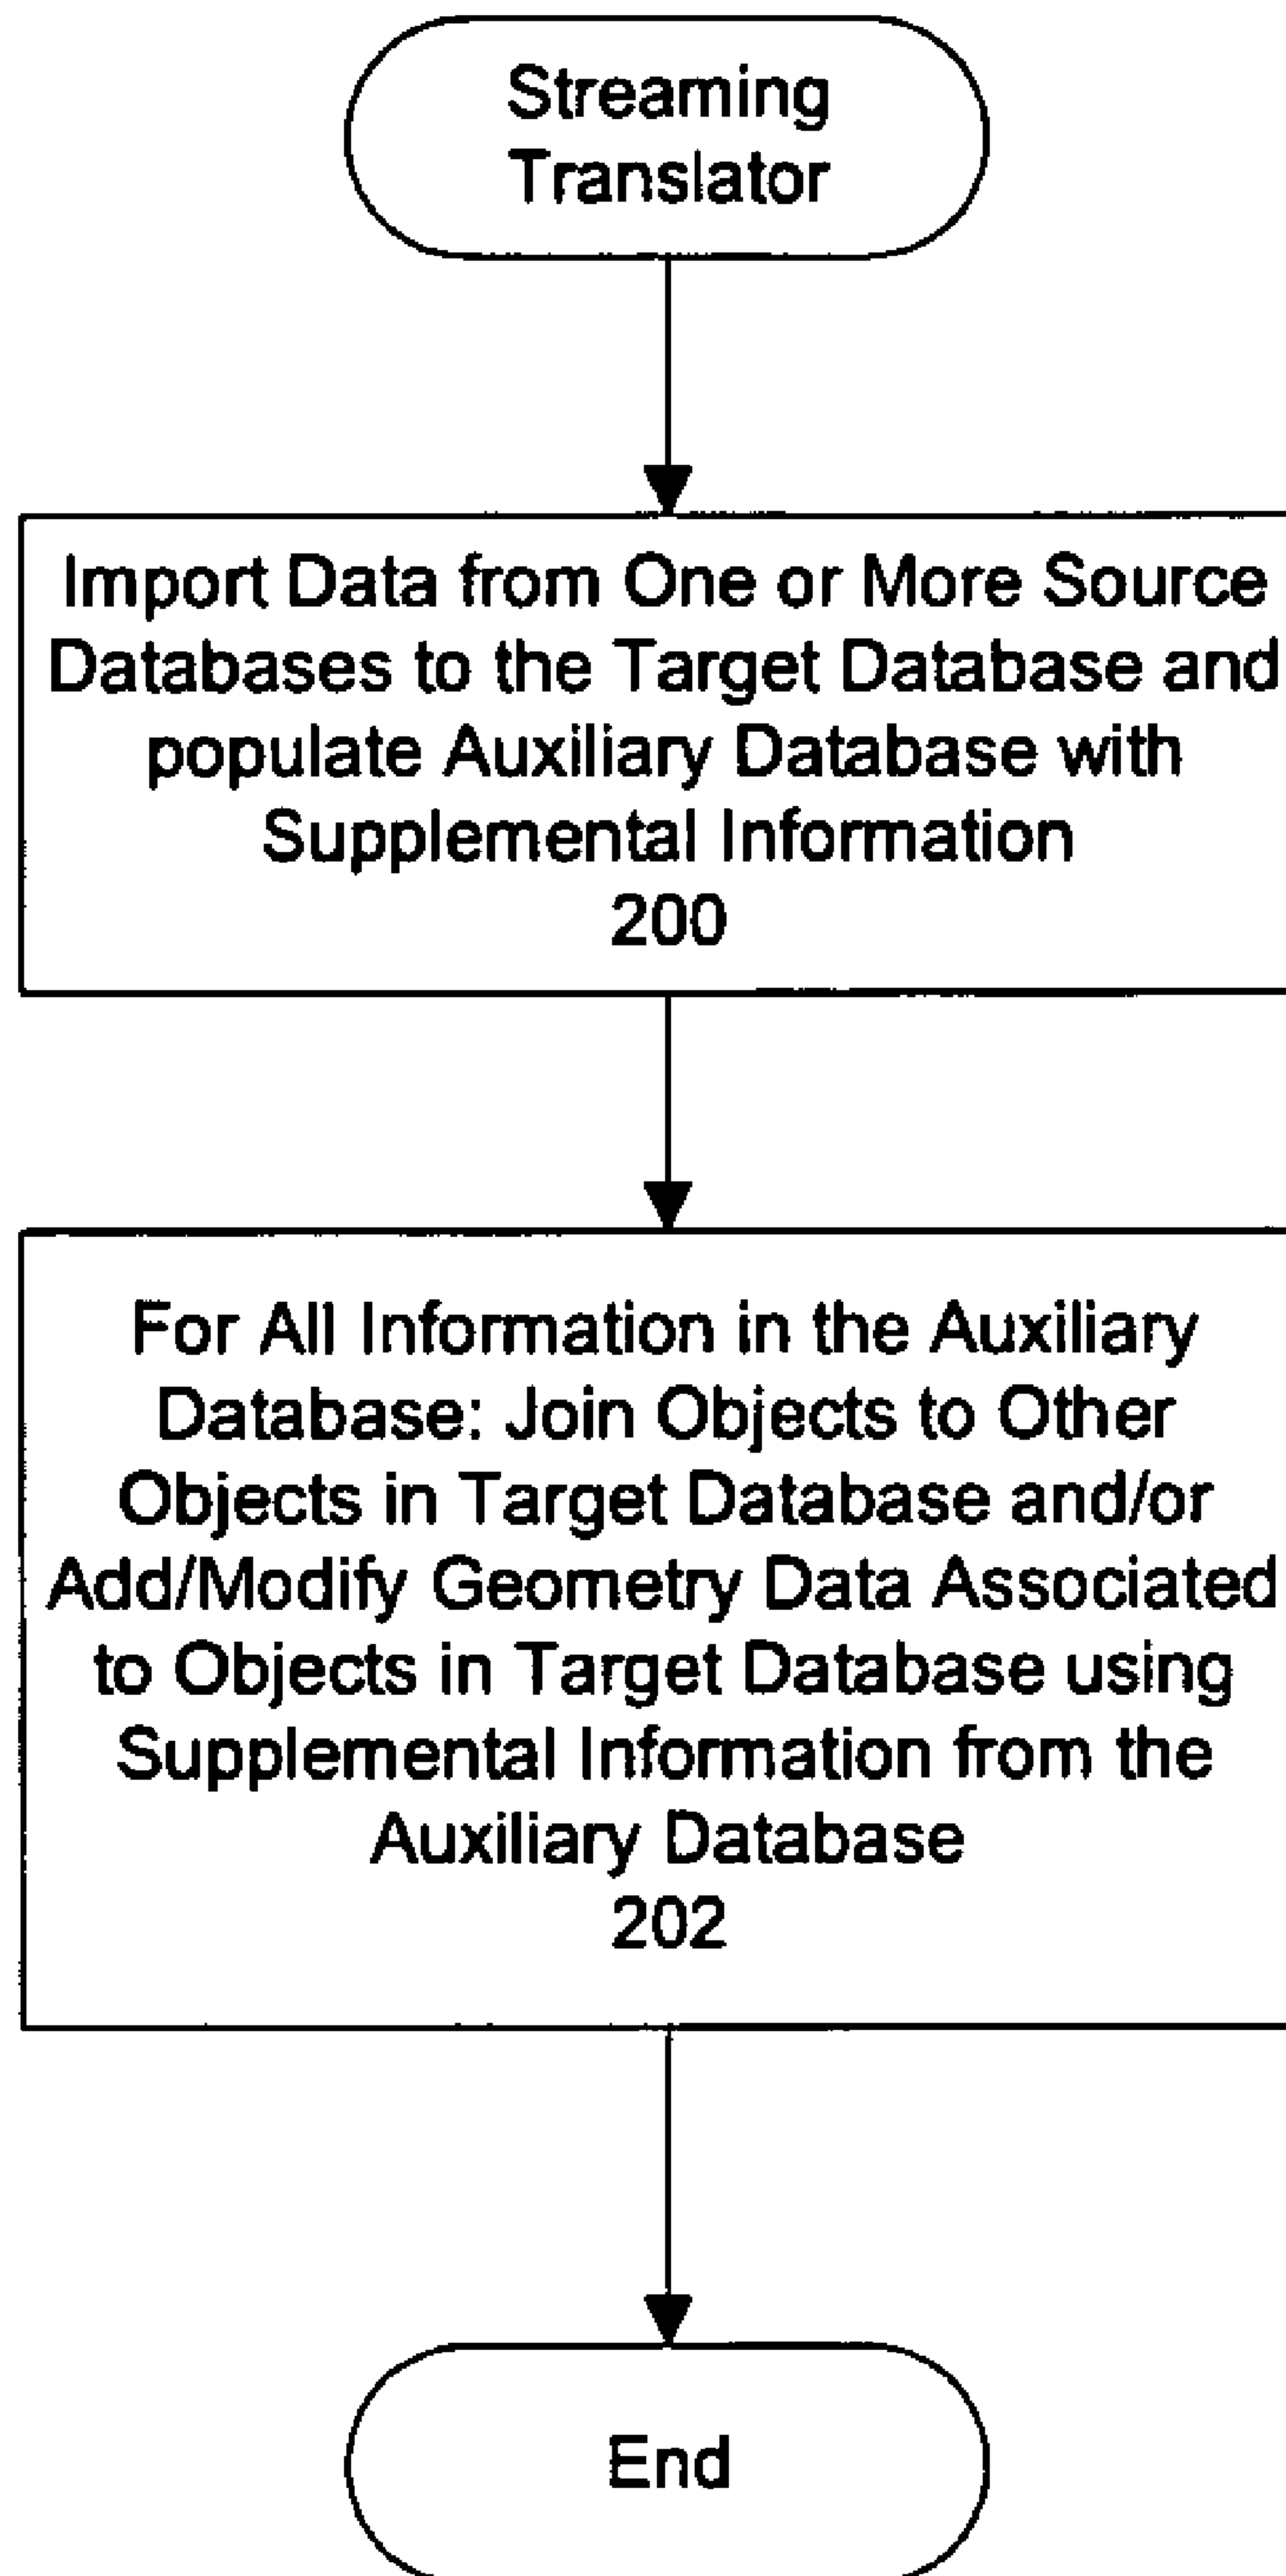 Streaming
Translator
Import Data from One or More Source
Databases to the Target Database and
populate Auxiliary Database with
Supplemental Information
200
For All Information in the Auxiliary
Database: Join Objects to Other
Objects in Target Database and/or
Add/Modify Geometry Data Associated
to Objects in Target Database using
Supplemental Information from the
Auxiliary Database
202
End